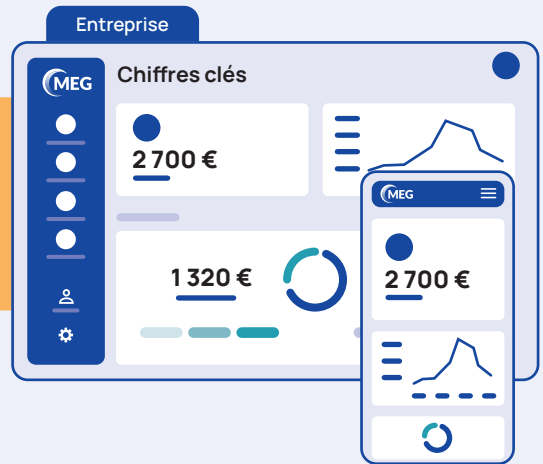 Entreprise
MEG
Chiffres clés
2 700 €
1 320 €
MEG
2 700 €